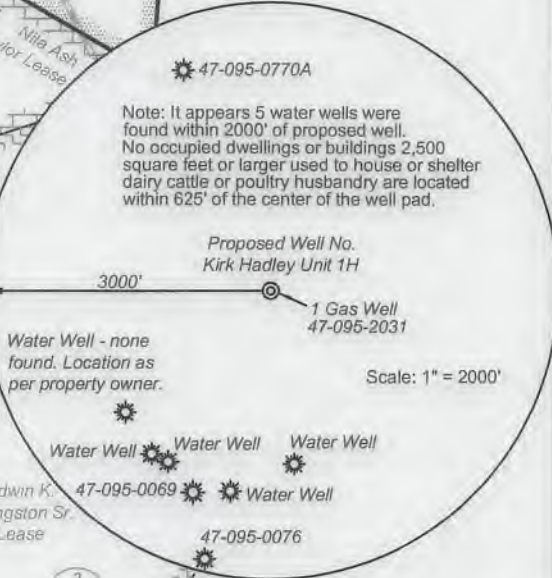 Nita Ash
Lease
47-095-0770A
Note: It appears 5 water wells were
found within 2000' of proposed well.
No occupied dwellings or buildings 2,500
square feet or larger used to house or shelter
dairy cattle or poultry husbandry are located
within 625' of the center of the well pad.
Proposed Well No.
Kirk Hadley Unit 1H
3000'
1 Gas Well
47-095-2031
Water Well - none
found. Location as
per property owner.
Scale: 1" = 2000'
Water Well
Water Well
Water Well
47-095-0069
Water Well
K.
Sr.
Lease
47-095-0076
2